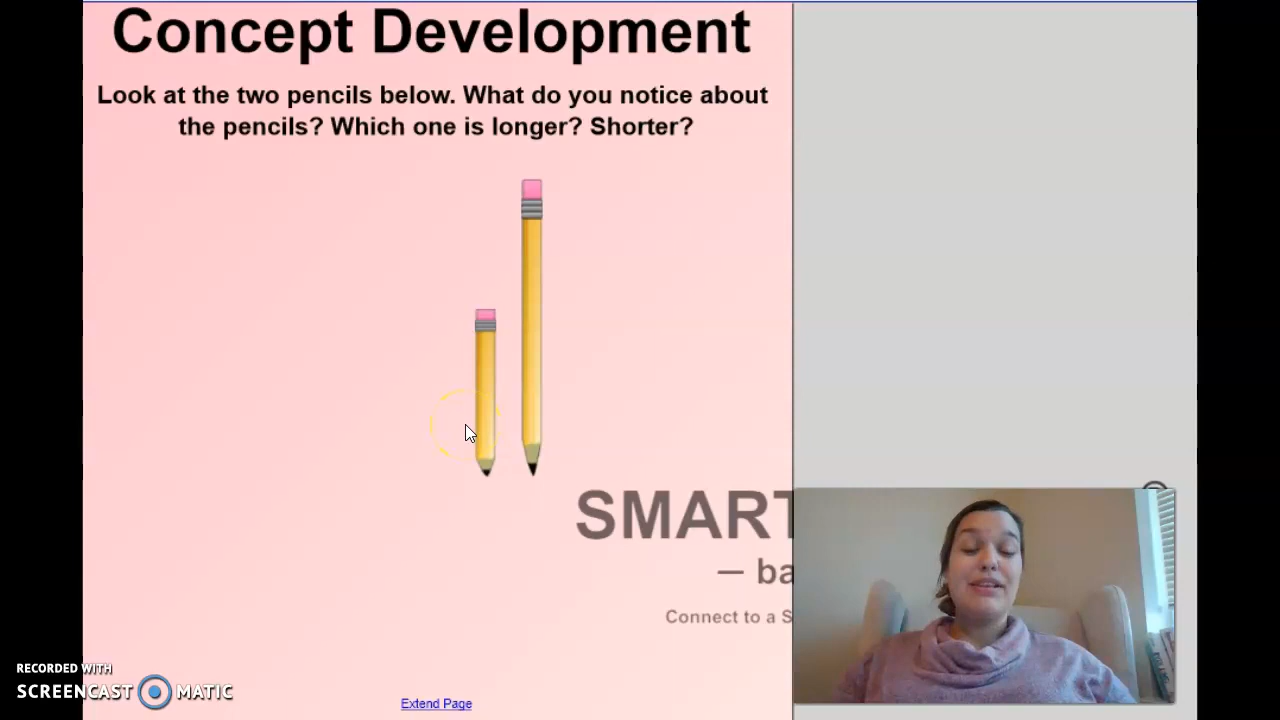 Concept Development
Look at the two pencils below. What do you notice about
the pencils? Which one is longer? Shorter?
SMART
— ba
Connect to a S
Extend Page
RECORDED WITH
SCREENCAST MATIC